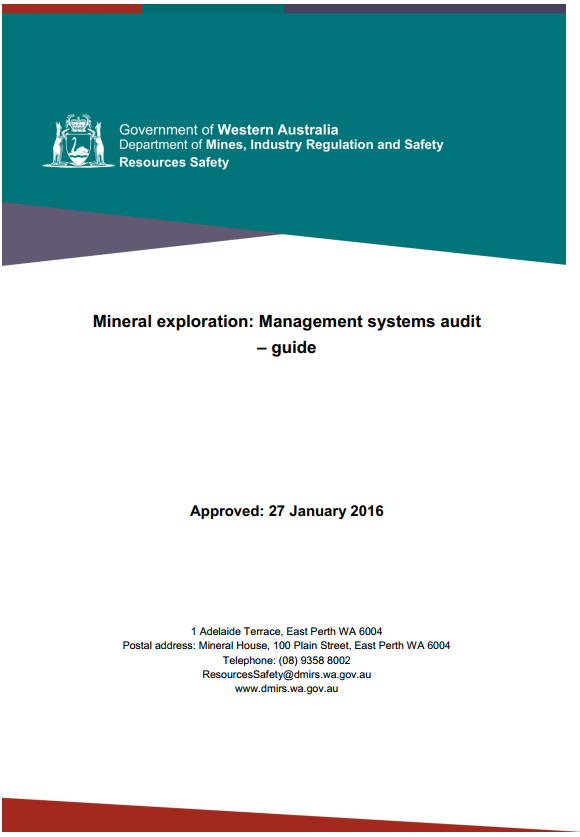 Government of Western Australia
Department of Mines, Industry Regulation and Safety
Resources Safety
Mineral exploration: Management systems audit
– guide
Approved: 27 January 2016
1 Adelaide Terrace, East Perth WA 6004
Postal address: Mineral House, 100 Plain Street, East Perth WA 6004
Telephone: (08) 9358 8002
ResourcesSafety@dmirs.wa.gov.au
www.dmirs.wa.gov.au